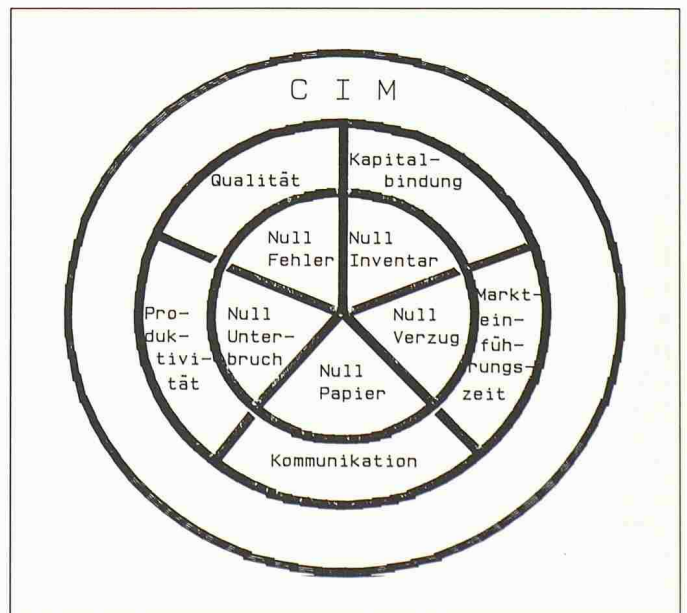 C I M
Qualität
Kapital-
bindung
Null
Fehler
Null
Inventar
Pro-
duk-
tivi-
tät
Null
Unter-
bruch
Null
Verzug
Markt-
ein-
füh-
rungs-
zeit
Null
Papier
Kommunikation